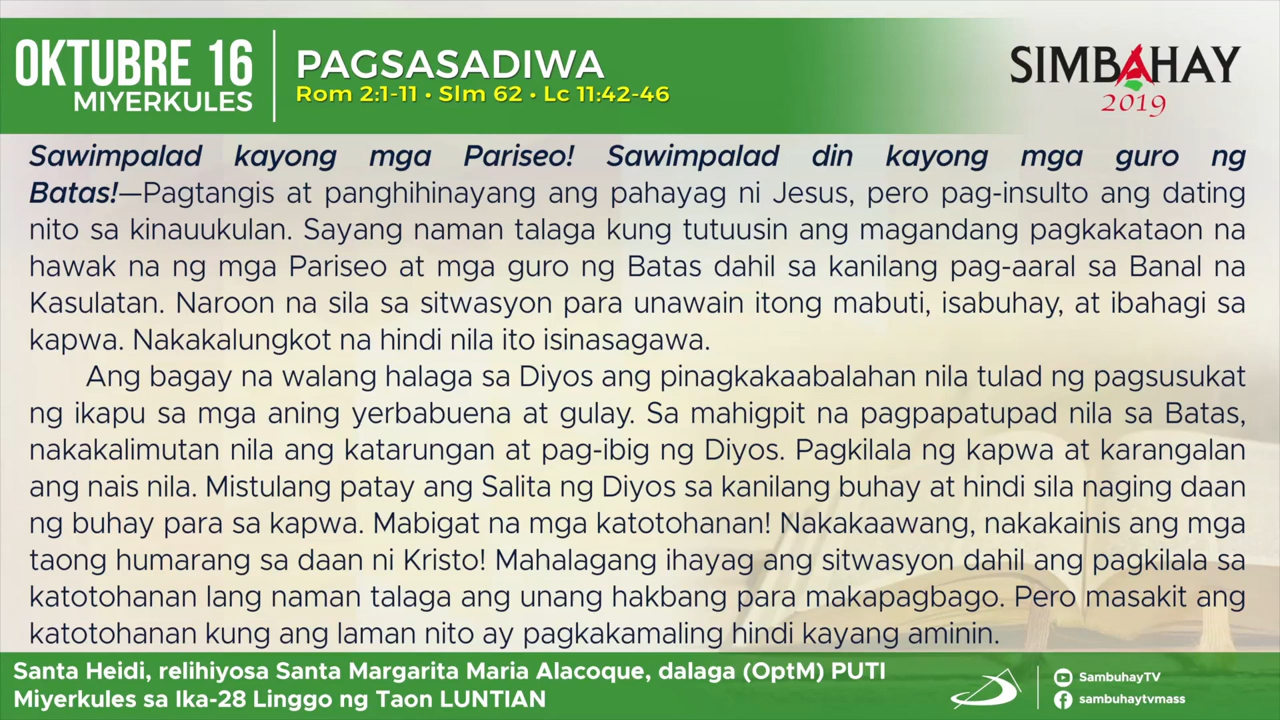 OKTUBRE 16
MIYERKULES
PAGSASADIWA
Rom 2:1-11 • Slm 62 • Lc 11:42-46
SIMBAHAY
2019
Sawimpalad kayong mga Pariseo! Sawimpalad din kayong mga guro ng
Batas!—Pagtangis at panghihinayang ang pahayag ni Jesus, pero pag-insulto ang dating
nito sa kinauukulan. Sayang naman talaga kung tutuusin ang magandang pagkakataon na
hawak na ng mga Pariseo at mga guro ng Batas dahil sa kanilang pag-aaral sa Banal na
Kasulatan. Naroon na sila sa sitwasyon para unawain itong mabuti, isabuhay, at ibahagi sa
kapwa. Nakakalungkot na hindi nila ito isinasagawa.
Ang bagay na walang halaga sa Diyos ang pinagkakaabalahan nila tulad ng pagsusukat
ng ikapu sa mga aning yerbabuena at gulay. Sa mahigpit na pagpapatupad nila sa Batas,
nakakalimutan nila ang katarungan at pag-ibig ng Diyos. Pagkilala ng kapwa at karangalan
ang nais nila. Mistulang patay ang Salita ng Diyos sa kanilang buhay at hindi sila naging daan
ng buhay para sa kapwa. Mabigat na mga katotohanan! Nakakaawang, nakakainis ang mga
taong humarang sa daan ni Kristo! Mahalagang ihayag ang sitwasyon dahil ang pagkilala sa
katotohanan lang naman talaga ang unang hakbang para makapagbago. Pero masakit ang
katotohanan kung ang laman nito ay pagkakamaling hindi kayang aminin.
Santa Heidi, relihiyosa Santa Margarita Maria Alacoque, dalaga (OptM) PUTI
Miyerkules sa Ika-28 Linggo ng Taon LUNTIAN
SambuhayTV
sambuhaytvmass